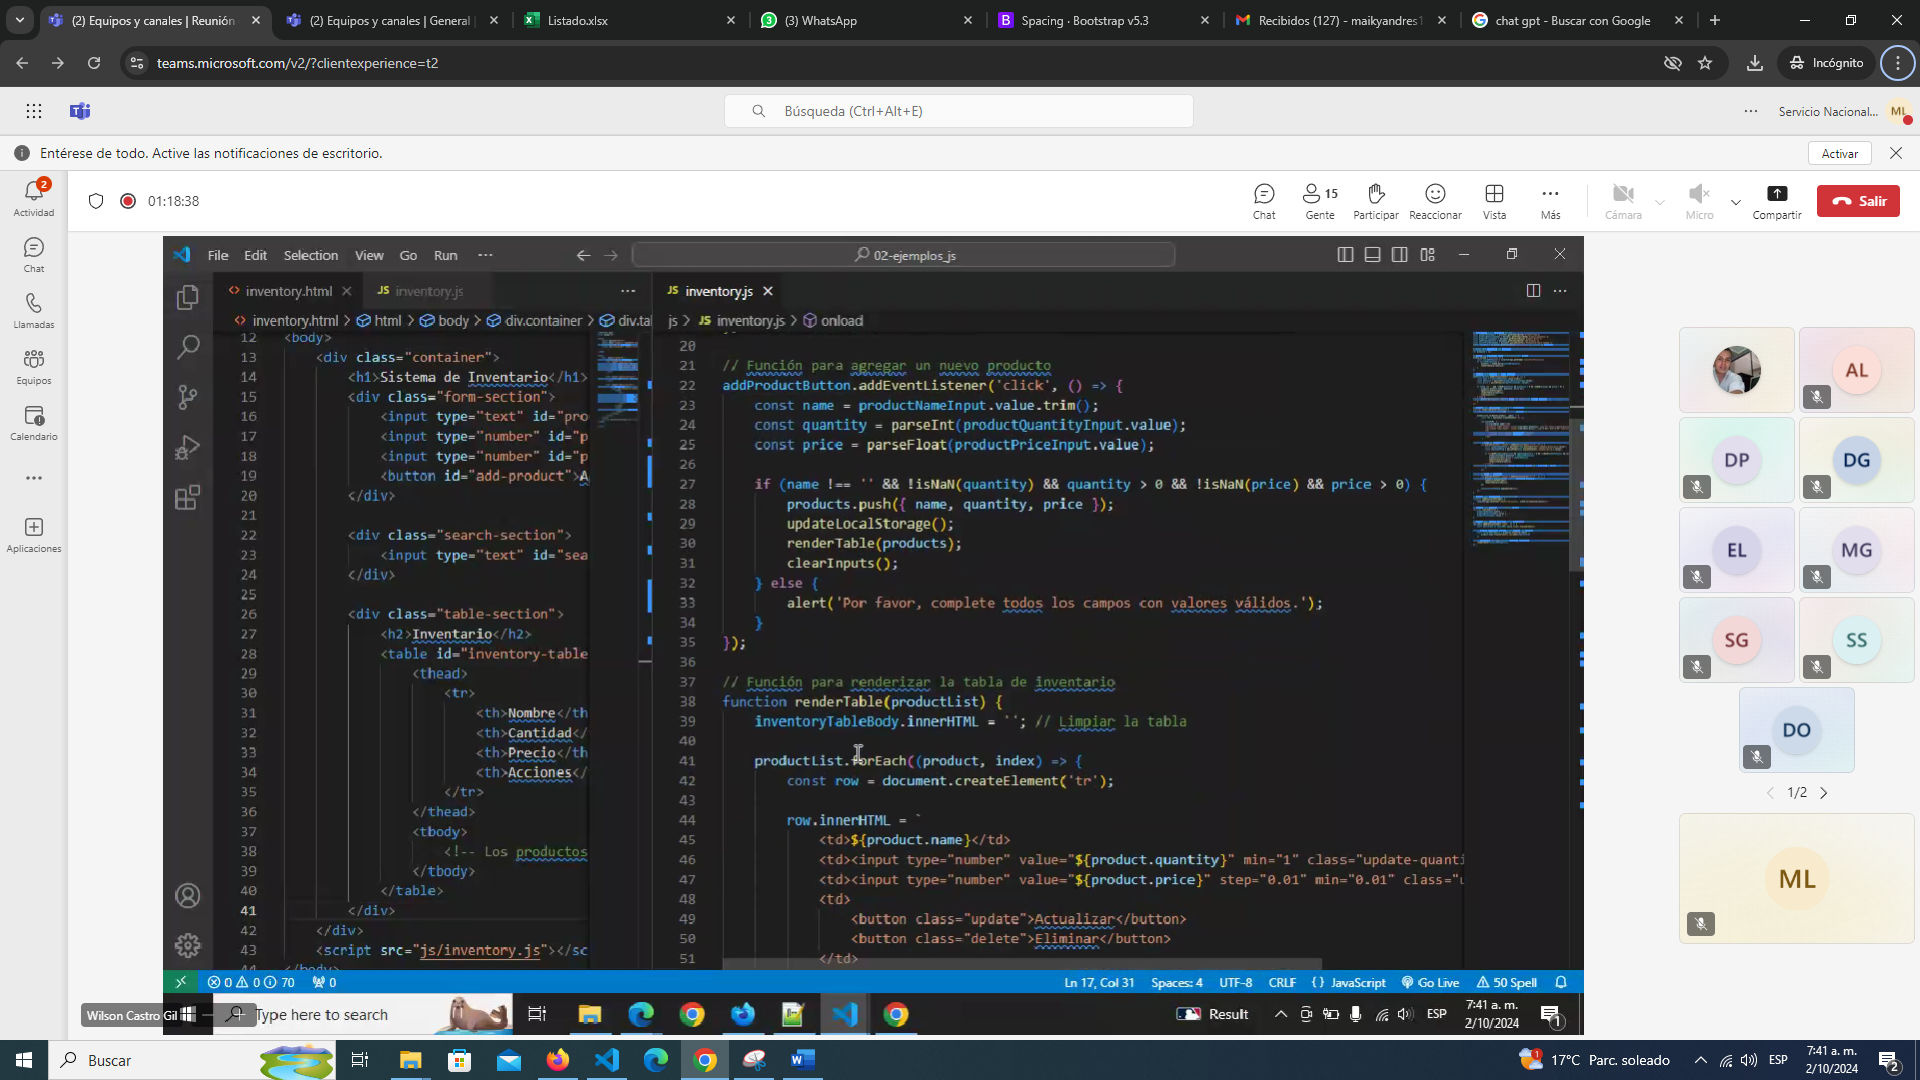 (2) Equipos y canales | Reunión
(2) Equipos y canales | General
Listado.xlsx
(3) WhatsApp
Spacing · Bootstrap v5.3
Recibidos (127) - maikyandres1
chat gpt - Buscar con Google
teams.microsoft.com/v2/?clientexperience=t2
Incógnito
Búsqueda (Ctrl+Alt+E)
Servicio Nacional...
ML
Entérese de todo. Active las notificaciones de escritorio.
Activar
2
Actividad
Chat
Llamadas
Equipos
Calendario
Aplicaciones
01:18:38
Chat
15
Gente
Participar
Reaccionar
Vista
Más
Cámara
Micro
Compartir
Salir
File Edit Selection View Go Run ···
02-ejemplos_js
inventory.html
JS inventory.js
inventory.html > html > body > div.container > div.ta
12 <body>
13 <div class="container">
14 <h1>Sistema de Inventario</h1>
15 <div class="form-section">
16 <input type="text" id="pro
17 <input type="number" id="p
18 <input type="number" id="p
19 <button id="add-product">A
20 </div>
21
22 <div class="search-section">
23 <input type="text" id="sea
24 </div>
25
26 <div class="table-section">
27 <h2>Inventario</h2>
28 <table id="inventory-table
29 <thead>
30 <tr>
31 <th>Nombre</th
32 <th>Cantidad</
33 <th>Precio</th
34 <th>Acciones</
35 </tr>
36 </thead>
37 <tbody>
38 <!-- Los productos
39 </tbody>
40 </table>
41 </div>
42 </div>
43 <script src="js/inventory.js"></sc
44 </body>
JS inventory.js
js > JS inventory.js > onload
20
21 // Función para agregar un nuevo producto
22 addProductButton.addEventListener('click', () => {
23 const name = productNameInput.value.trim();
24 const quantity = parseInt(productQuantityInput.value);
25 const price = parseFloat(productPriceInput.value);
26
27 if (name !== '' && !isNaN(quantity) && quantity > 0 && !isNaN(price) && price > 0) {
28 products.push({ name, quantity, price });
29 updateLocalStorage();
30 renderTable(products);
31 clearInputs();
32 } else {
33 alert('Por favor, complete todos los campos con valores válidos.');
34 }
35 });
36
37 // Función para renderizar la tabla de inventario
38 function renderTable(productList) {
39 inventoryTableBody.innerHTML = ''; // Limpiar la tabla
40
41 productList.forEach((product, index) => {
42 const row = document.createElement('tr');
43
44 row.innerHTML = `
45 <td>${product.name}</td>
46 <td><input type="number" value="${product.quantity}" min="1" class="update-quanti
47 <td><input type="number" value="${product.price}" step="0.01" min="0.01" class="u
48 <td>
49 <button class="update">Actualizar</button>
50 <button class="delete">Eliminar</button>
51 </td>
0 0 70 0
Ln 17, Col 31 Spaces: 4 UTF-8 CRLF {} JavaScript Go Live 50 Spell
Wilson Castro Gil
Type here to search
Result
ESP
7:41 a. m.
2/10/2024
1
AL
DP
DG
EL
MG
SG
SS
DO
1/2
ML
Buscar
1
17°C Parc. soleado
ESP
7:41 a. m.
2/10/2024
2